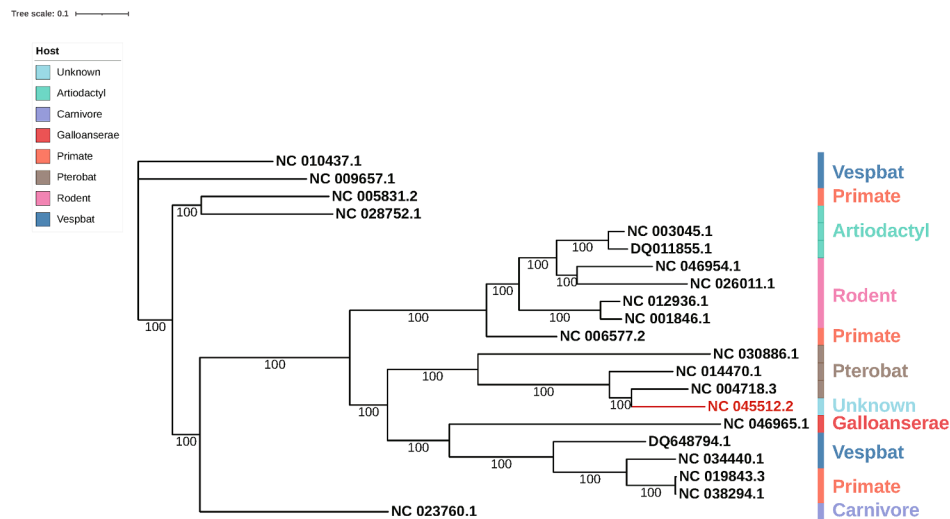 Tree scale: 0.1
Host
Unknown
Artiodactyl
Carnivore
Galloanserae
Primate
Pterobat
Rodent
Vespbat
NC 010437.1
NC 009657.1
Vespbat
NC 005831.2
Primate
100
NC 028752.1
NC 003045.1
Artiodactyl
100
DQ011855.1
100
NC 046954.1
100
NC 026011.1
100
Rodent
NC 012936.1
100
100
NC 001846.1
100
NC 006577.2
Primate
NC 030886.1
100
NC 014470.1
Pterobat
100
100
NC 004718.3
100
100
NC 045512.2
Unknown
NC 046965.1
Galloanserae
100
100
DQ648794.1
Vespbat
NC 034440.1
100
NC 019843.3
100
Primate
100
NC 038294.1
NC 023760.1
Carnivore